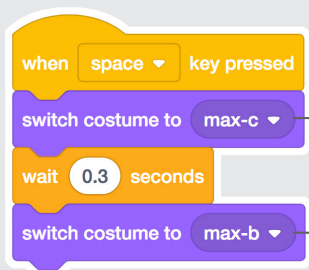 when space key pressed
switch costume to max-c
wait 0.3 seconds
switch costume to max-b